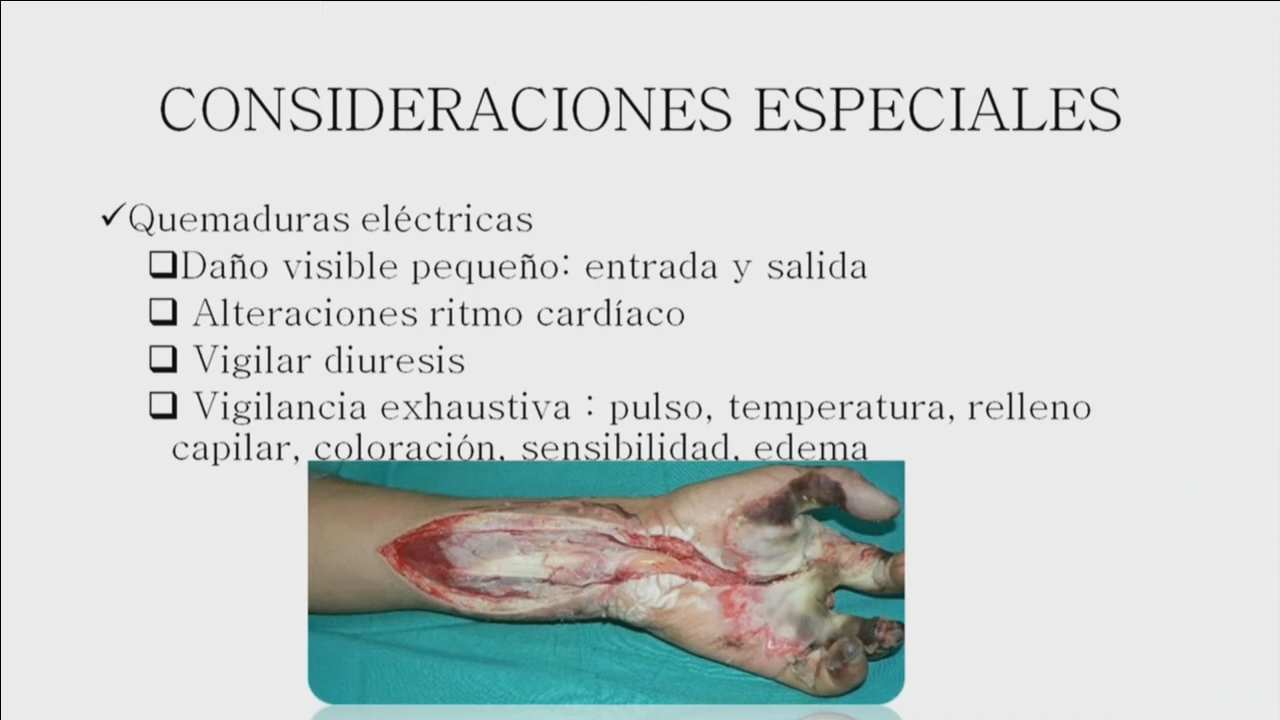 CONSIDERACIONES ESPECIALES
✓Quemaduras eléctricas
❑Daño visible pequeño: entrada y salida
❑ Alteraciones ritmo cardíaco
❑ Vigilar diuresis
❑ Vigilancia exhaustiva : pulso, temperatura, relleno
capilar, coloración, sensibilidad, edema